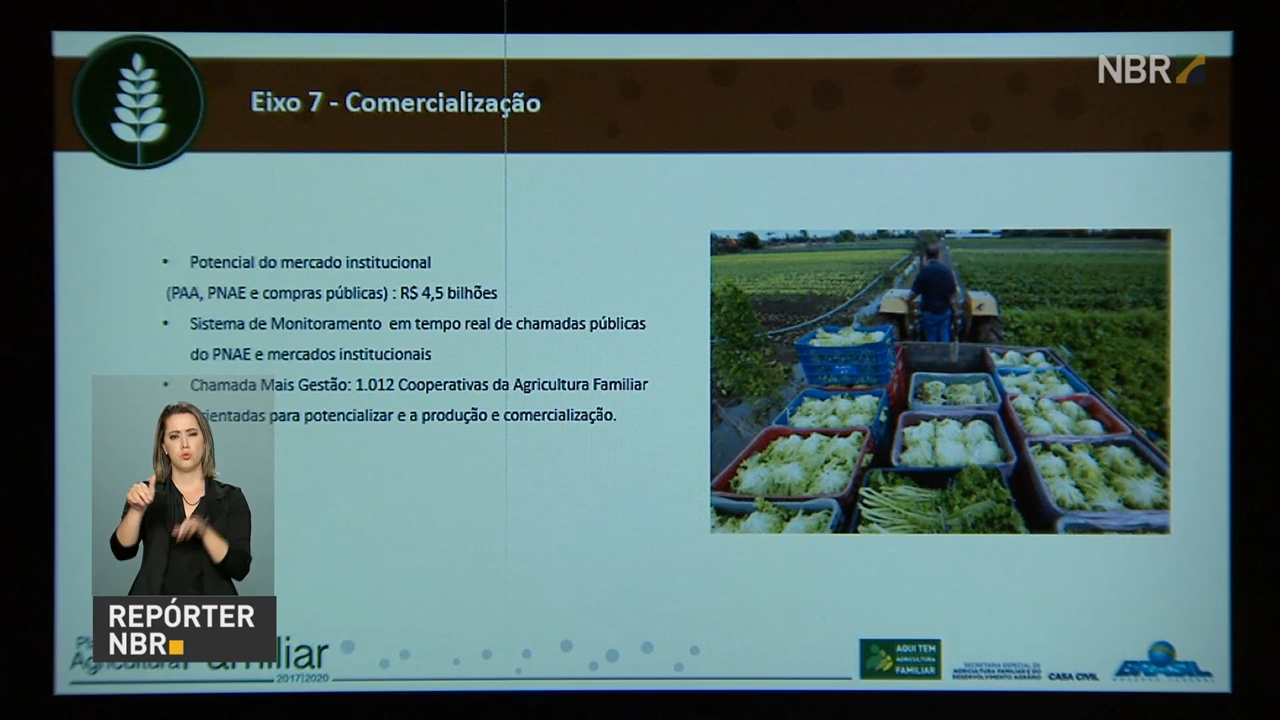 NBR
Eixo 7 - Comercialização
• Potencial do mercado institucional
(PAA, PNAE e compras públicas) : R$ 4,5 bilhões
• Sistema de Monitoramento em tempo real de chamadas públicas
do PNAE e mercados institucionais
• Chamada Mais Gestão: 1.012 Cooperativas da Agricultura Familiar
orientadas para potencializar e a produção e comercialização.
REPÓRTER
NBR
Agricultura Familiar
2017|2020
AQUI TEM
AGRICULTURA
FAMILIAR
SECRETARIA ESPECIAL DE
AGRICULTURA FAMILIAR E DO
DESENVOLVIMENTO AGRÁRIO
CASA CIVIL
BRASIL
GOVERNO FEDERAL